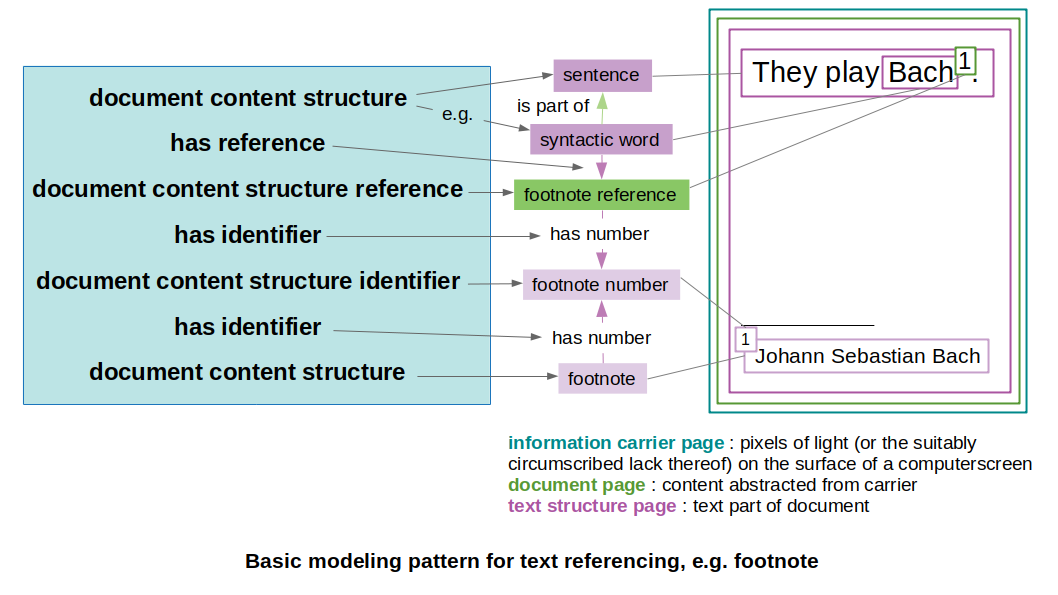 document content structure
e.g.
has reference
document content structure reference
has identifier
document content structure identifier
has identifier
document content structure
sentence
is part of
syntactic word
footnote reference
has number
footnote number
has number
footnote
They play Bach1.
1
Johann Sebastian Bach
information carrier page : pixels of light (or the suitably
circumscribed lack thereof) on the surface of a computerscreen
document page : content abstracted from carrier
text structure page : text part of document
Basic modeling pattern for text referencing, e.g. footnote